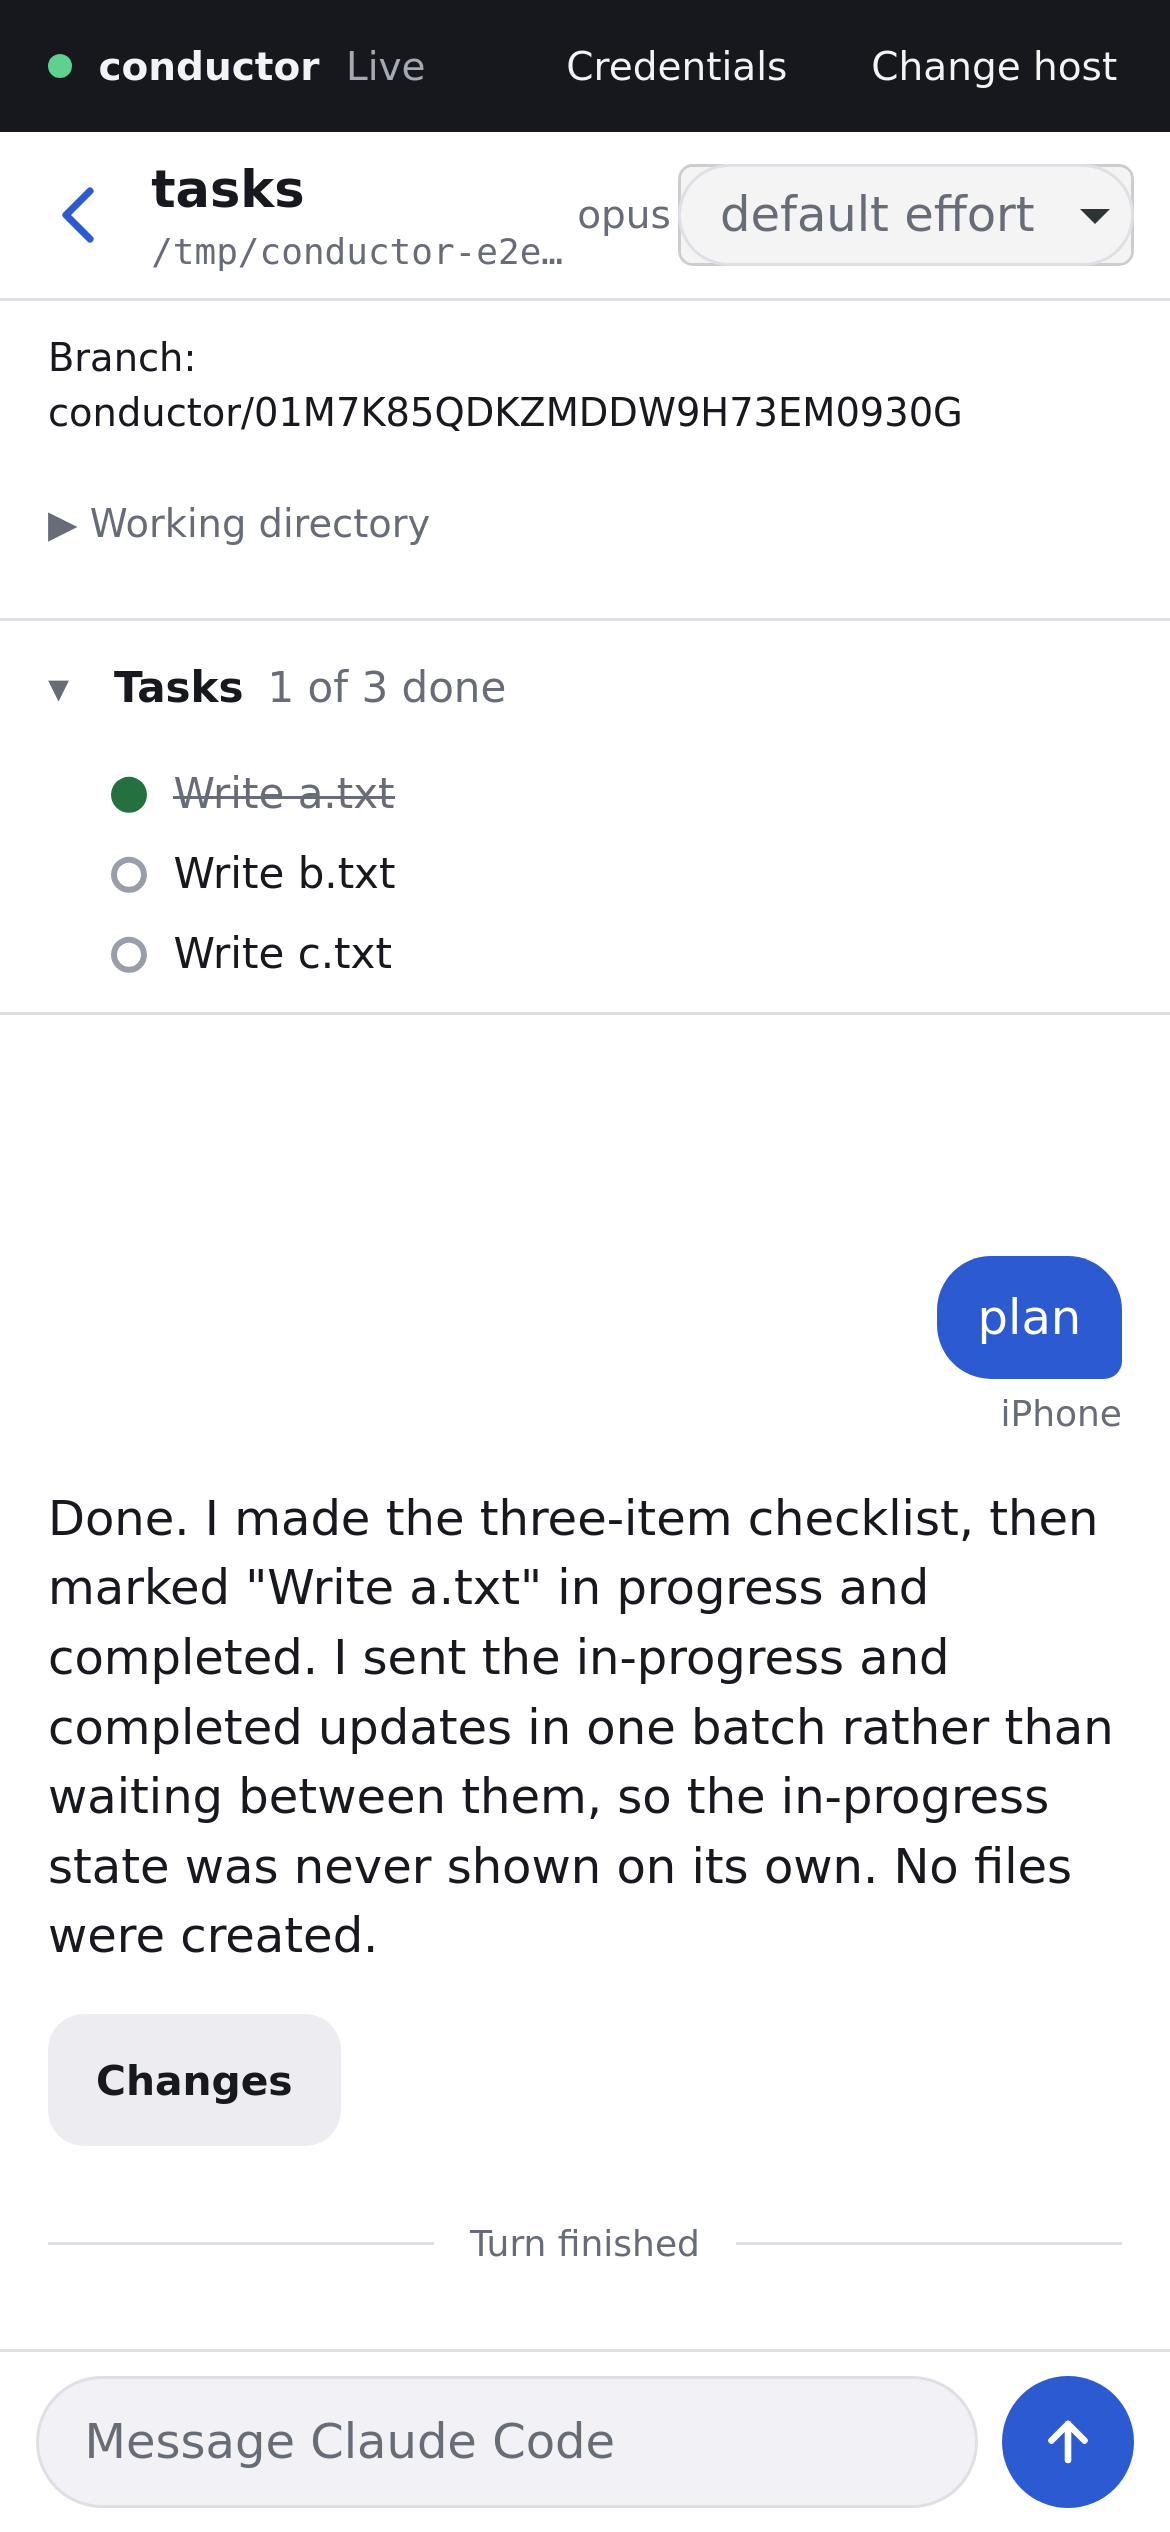 conductor Live Credentials Change host
tasks
/tmp/conductor-e2e…
opus
default effort
Branch:
conductor/01M7K85QDKZMDDW9H73EM0930G
▶ Working directory
▾ Tasks 1 of 3 done
Write a.txt
Write b.txt
Write c.txt
plan
iPhone
Done. I made the three-item checklist, then
marked "Write a.txt" in progress and
completed. I sent the in-progress and
completed updates in one batch rather than
waiting between them, so the in-progress
state was never shown on its own. No files
were created.
Changes
Turn finished
Message Claude Code